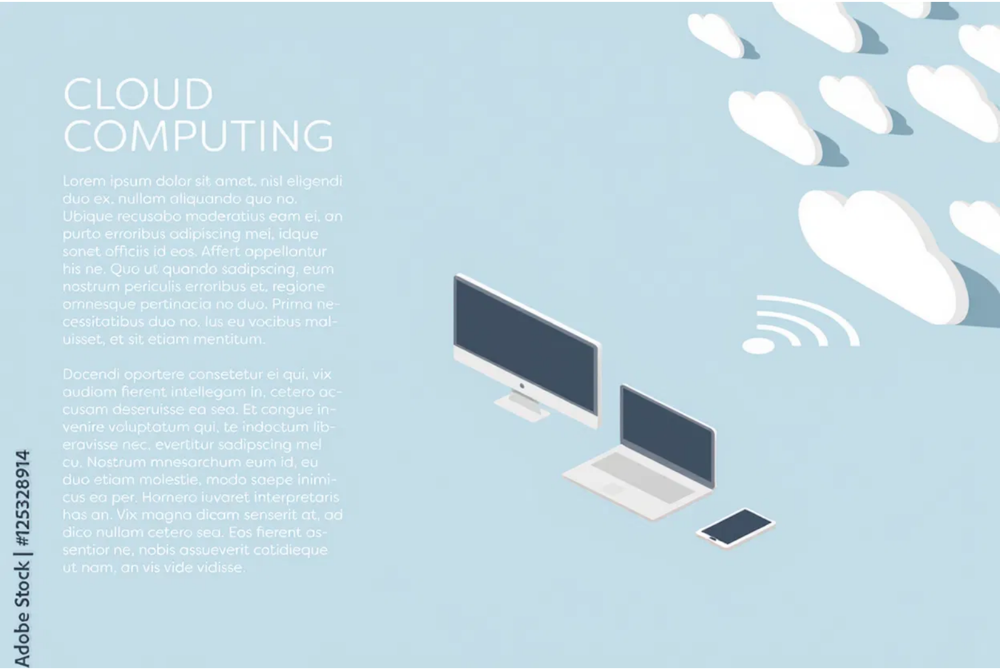 CLOUD
COMPUTING
Lorem ipsum dolor sit amet, nisl eligendi
duo ex, nullam aliquando quo no.
Ubique recusabo moderatius eam ei, an
purto erroribus adipiscing mei, idque
sonet officiis id eos. Affert appellantur
his ne. Quo ut quando sadipscing, eum
nostrum periculis erroribus et, regione
omnesque pertinacia no duo. Prima ne-
cessitatibus duo no. Ius eu vocibus mal-
uisset, et sit etiam mentitum.
Docendi oportere consetetur ei qui, vix
audiam fierent intellegam in, cetero ac-
cusam deseruisse ea sea. Et congue in-
venire voluptatum qui, te indoctum lib-
eravisse nec, evertitur sadipscing mel
cu. Nostrum mnesarchum eum id, eu
duo etiam molestie, modo saepe inimi-
cus ea per. Homero iuvaret interpretaris
has an. Vix magna dicam senserit at, ad
dico nullam cetero sea. Eos fierent as-
sentior ne, nobis assueverit cotidieque
ut nam, an vis vide vidisse.
Adobe Stock | #125328914